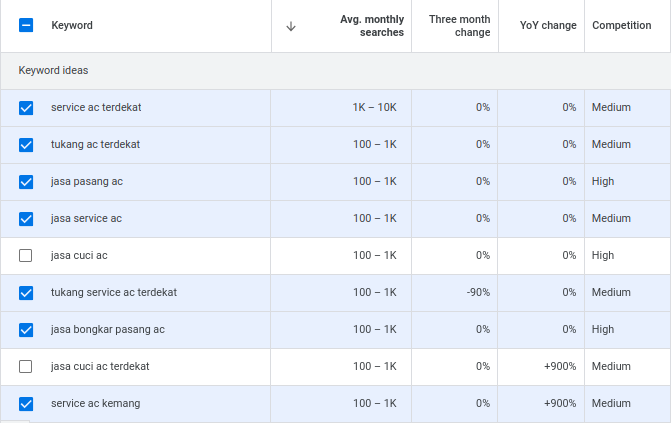 Keyword
Avg. monthly searches
Three month change
YoY change
Competition
Keyword ideas
service ac terdekat 1K – 10K 0% 0% Medium
tukang ac terdekat 100 – 1K 0% 0% Medium
jasa pasang ac 100 – 1K 0% 0% High
jasa service ac 100 – 1K 0% 0% Medium
jasa cuci ac 100 – 1K 0% 0% High
tukang service ac terdekat 100 – 1K -90% 0% Medium
jasa bongkar pasang ac 100 – 1K 0% 0% High
jasa cuci ac terdekat 100 – 1K 0% +900% Medium
service ac kemang 100 – 1K 0% +900% Medium